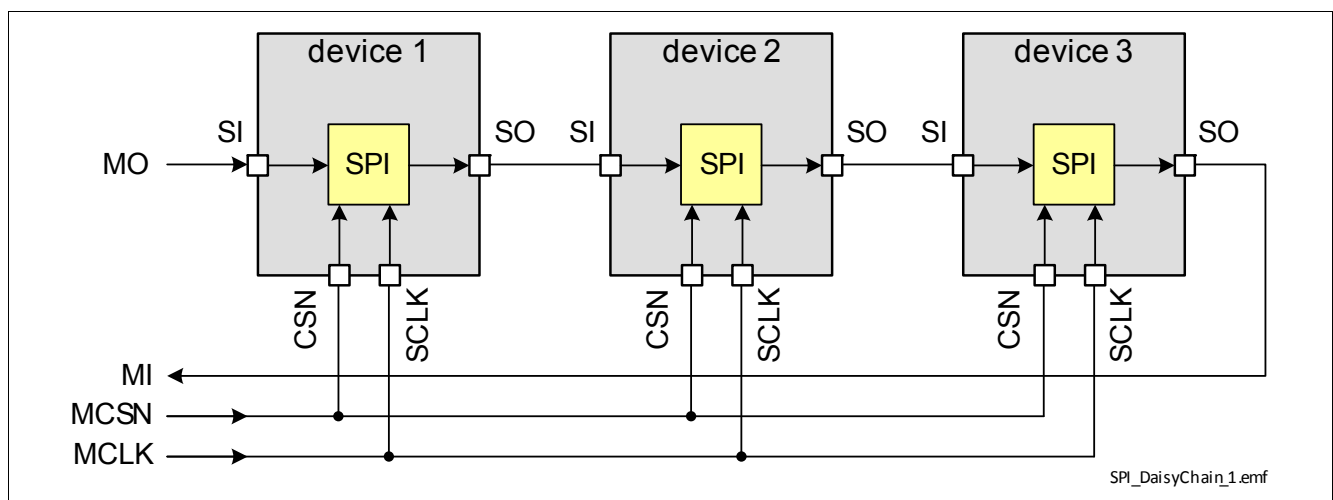 device 1
device 2
device 3
SI
SO
SI
SO
SI
SO
MO
SPI
SPI
SPI
CSN
SCLK
CSN
SCLK
CSN
SCLK
MI
MCSN
MCLK
SPI_DaisyChain_1.emf